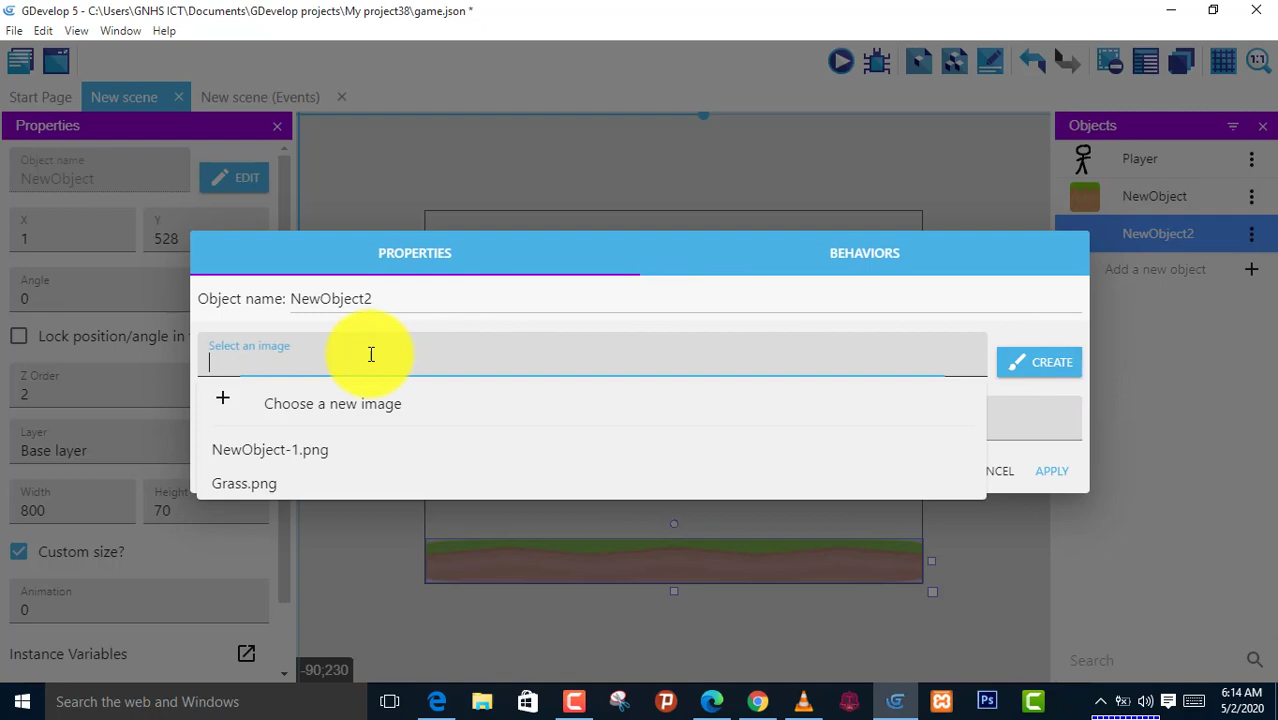 GDevelop 5 - C:\Users\GNHS ICT\Documents\GDevelop projects\My project38\game.json *
File Edit View Window Help
1:1
Start Page New scene New scene (Events)
Properties
Object name
NewObject
EDIT
X
1
Y
528
Angle
0
Lock position/angle in
Z Order
2
Layer
Base layer
Width
800
Height
70
Custom size?
Animation
0
Instance Variables
PROPERTIES BEHAVIORS
Object name: NewObject2
Select an image
CREATE
Choose a new image
NewObject-1.png
Grass.png
NCEL APPLY
-90;230
Objects
Player
NewObject
NewObject2
Add a new object
Search
Search the web and Windows
Ps
6:14 AM
5/2/2020